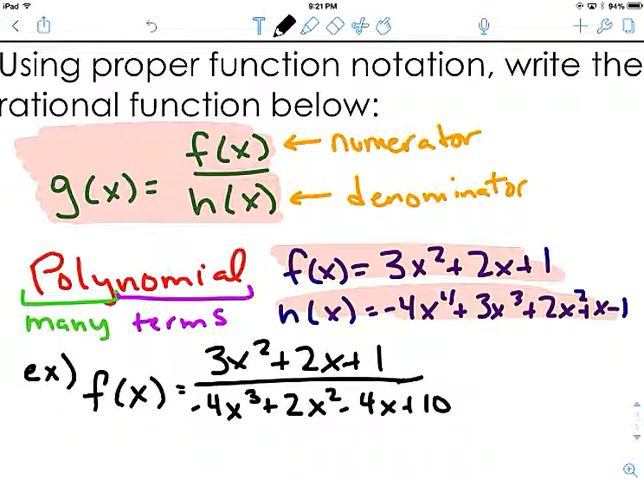 iPad 9:21 PM 94%
Using proper function notation, write the
rational function below:
g(x) = f(x)/h(x) ← numerator
← denominator
Polynomial f(x) = 3x² + 2x + 1
many terms h(x) = -4x⁴ + 3x³ + 2x² + x - 1
ex) f(x) = 3x² + 2x + 1
-4x³ + 2x² - 4x + 10